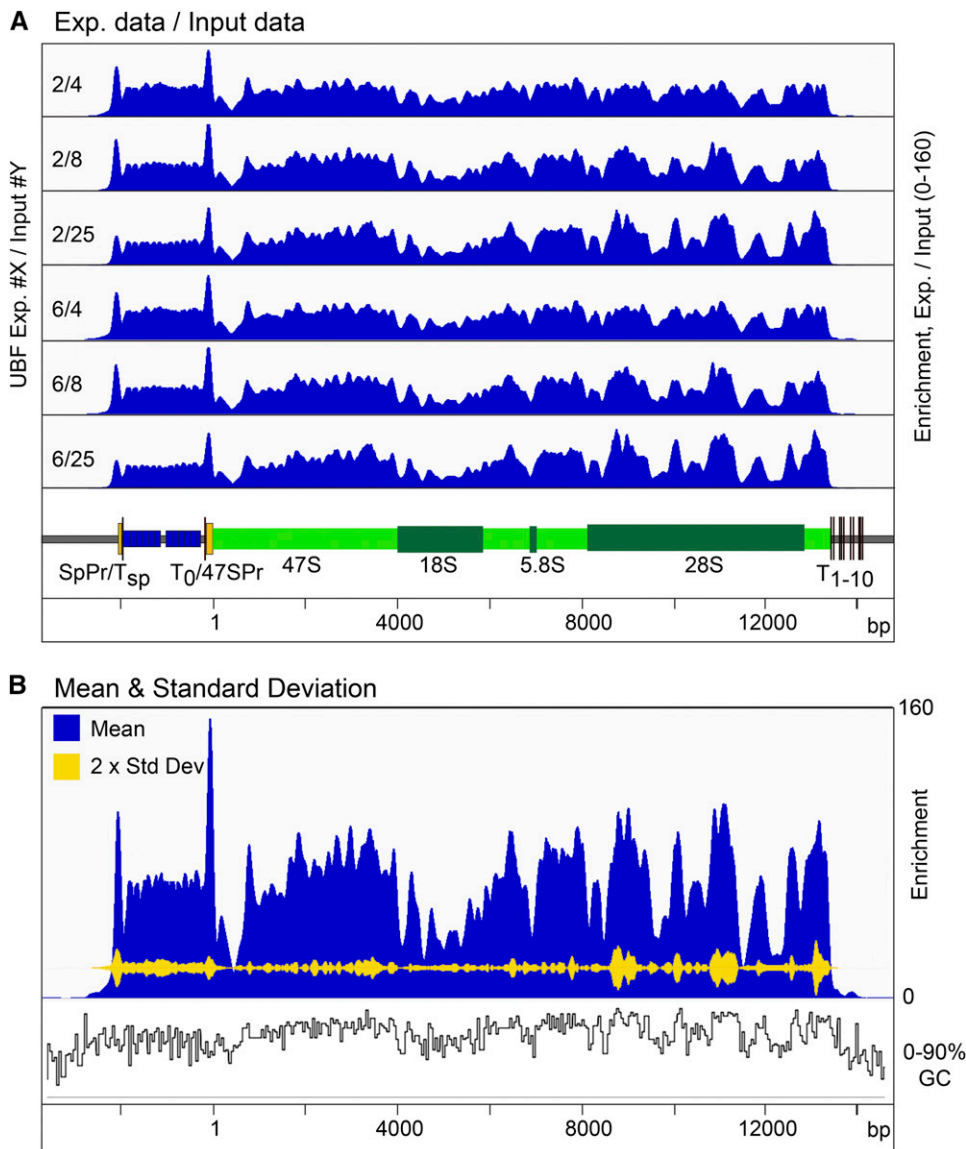 A Exp. data / Input data
UBF Exp. #X / Input #Y
2/4
2/8
2/25
6/4
6/8
6/25
Enrichment, Exp. / Input (0-160)
SpPr/Tsp T0/47SPr 47S 18S 5.8S 28S T1-10
1 4000 8000 12000 bp
B Mean & Standard Deviation
Mean
2 x Std Dev
160
Enrichment
0
0-90%
GC
1 4000 8000 12000 bp